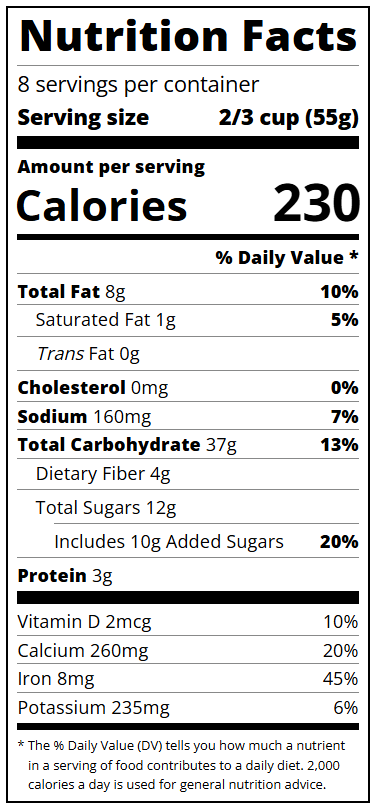 Nutrition Facts
8 servings per container
Serving size 2/3 cup (55g)
Amount per serving
Calories 230
% Daily Value *
Total Fat 8g 10%
Saturated Fat 1g 5%
Trans Fat 0g
Cholesterol 0mg 0%
Sodium 160mg 7%
Total Carbohydrate 37g 13%
Dietary Fiber 4g
Total Sugars 12g
Includes 10g Added Sugars 20%
Protein 3g
Vitamin D 2mcg 10%
Calcium 260mg 20%
Iron 8mg 45%
Potassium 235mg 6%
* The % Daily Value (DV) tells you how much a nutrient
in a serving of food contributes to a daily diet. 2,000
calories a day is used for general nutrition advice.